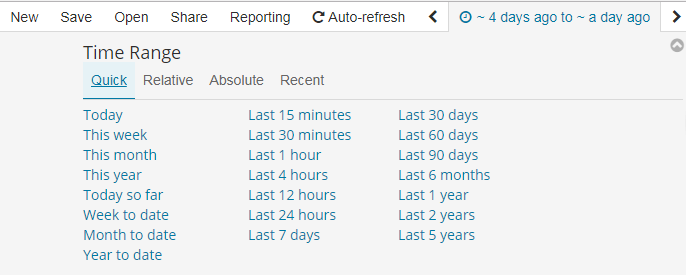 New Save Open Share Reporting Auto-refresh ~ 4 days ago to ~ a day ago
Time Range
Quick Relative Absolute Recent
Today Last 15 minutes Last 30 days
This week Last 30 minutes Last 60 days
This month Last 1 hour Last 90 days
This year Last 4 hours Last 6 months
Today so far Last 12 hours Last 1 year
Week to date Last 24 hours Last 2 years
Month to date Last 7 days Last 5 years
Year to date